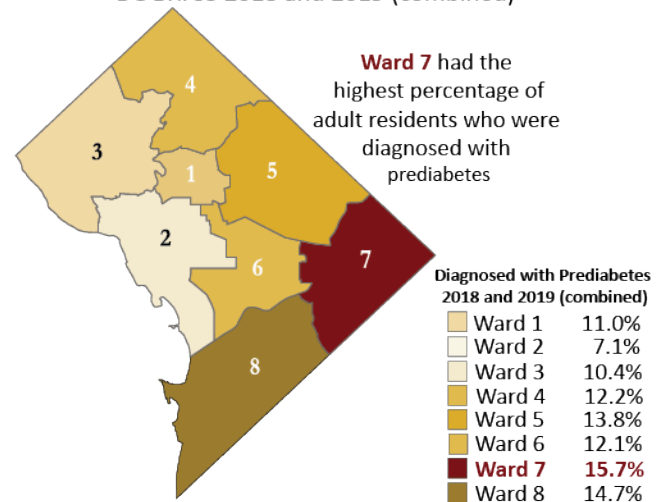 Ward 7 had the
highest percentage of
adult residents who were
diagnosed with
prediabetes
4
3
1
5
2
6
7
8
Diagnosed with Prediabetes
2018 and 2019 (combined)
Ward 1 11.0%
Ward 2 7.1%
Ward 3 10.4%
Ward 4 12.2%
Ward 5 13.8%
Ward 6 12.1%
Ward 7 15.7%
Ward 8 14.7%